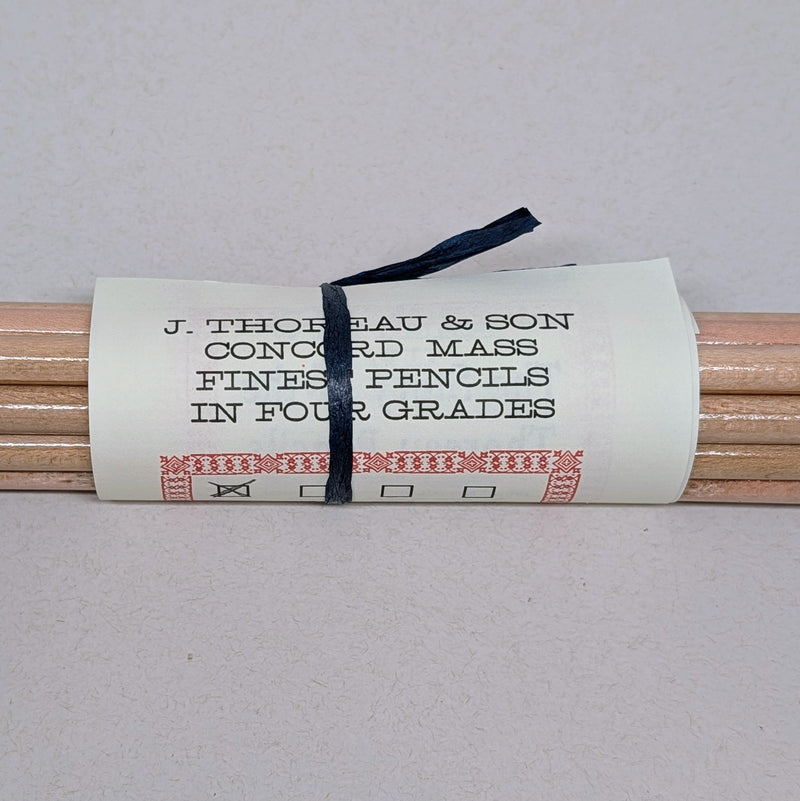 J. THOREAU & SON
CONCORD MASS
FINEST PENCILS
IN FOUR GRADES